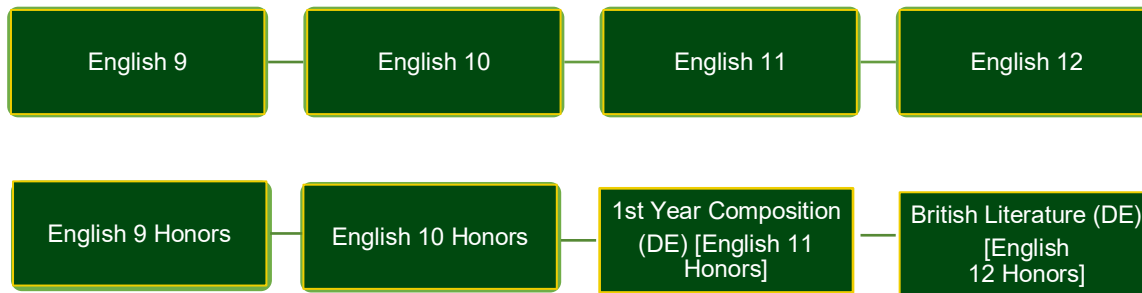 English 9
English 10
English 11
English 12
English 9 Honors
English 10 Honors
1st Year Composition
(DE) [English 11
Honors]
British Literature (DE)
[English
12 Honors]